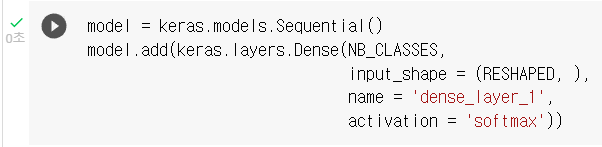 model = keras.models.Sequential()
model.add(keras.layers.Dense(NB_CLASSES,
input_shape = (RESHAPED, ),
name = 'dense_layer_1',
activation = 'softmax'))
0초